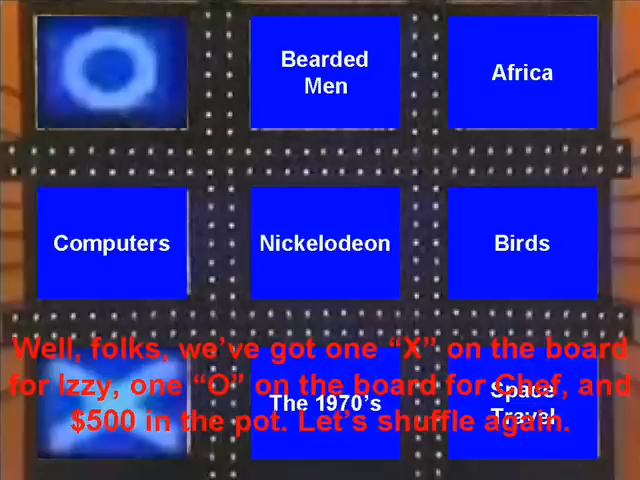 O
Bearded
Men
Africa
Computers
Nickelodeon
Birds
Well, folks, we've got one “X” on the board
for Izzy, one “O” on the board for Chef, and
$500 in the pot. Let's shuffle again.
X
The 1970's
Space
Travel